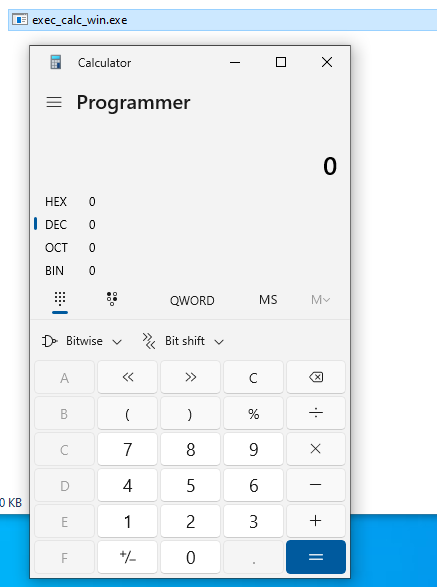 exec_calc_win.exe
Calculator
Programmer
0
HEX 0
DEC 0
OCT 0
BIN 0
QWORD MS M
Bitwise Bit shift
A « » C
B ( ) % ÷
C 7 8 9 ×
D 4 5 6 −
0 KB
E 1 2 3 +
F +/− 0 . =